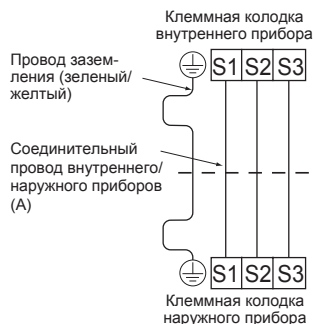 Клеммная колодка
внутреннего прибора
Провод зазем-
ления (зеленый/
желтый)
S1 S2 S3
Соединительный
провод внутреннего/
наружного приборов
(А)
S1 S2 S3
Клеммная колодка
наружного прибора